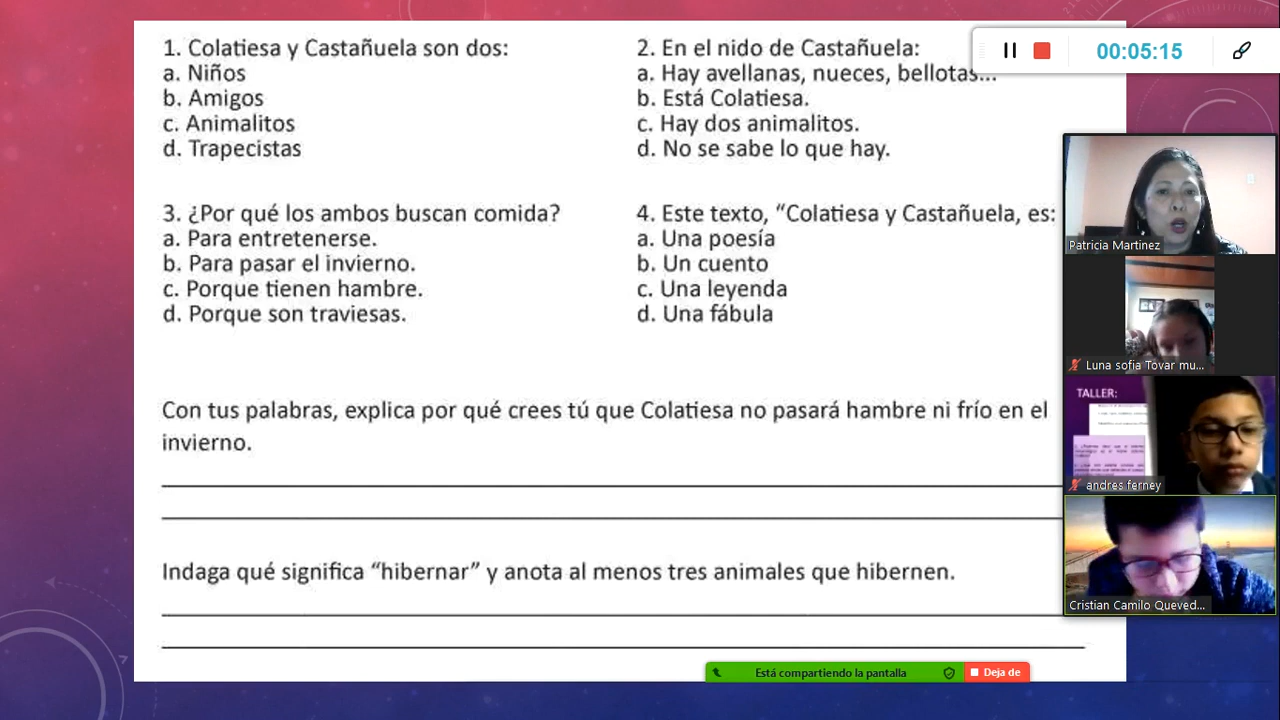 1. Colatiesa y Castañuela son dos:
a. Niños
b. Amigos
c. Animalitos
d. Trapecistas
2. En el nido de Castañuela:
a. Hay avellanas, nueces, bellotas...
b. Está Colatiesa.
c. Hay dos animalitos.
d. No se sabe lo que hay.
3. ¿Por qué los ambos buscan comida?
a. Para entretenerse.
b. Para pasar el invierno.
c. Porque tienen hambre.
d. Porque son traviesas.
4. Este texto, “Colatiesa y Castañuela, es:
a. Una poesía
b. Un cuento
c. Una leyenda
d. Una fábula
Con tus palabras, explica por qué crees tú que Colatiesa no pasará hambre ni frío en el
invierno.
Indaga qué significa “hibernar” y anota al menos tres animales que hibernen.
00:05:15
Patricia Martinez
Luna sofia Tovar mu...
TALLER:
andres ferney
Cristian Camilo Queved...
Está compartiendo la pantalla
Deja de